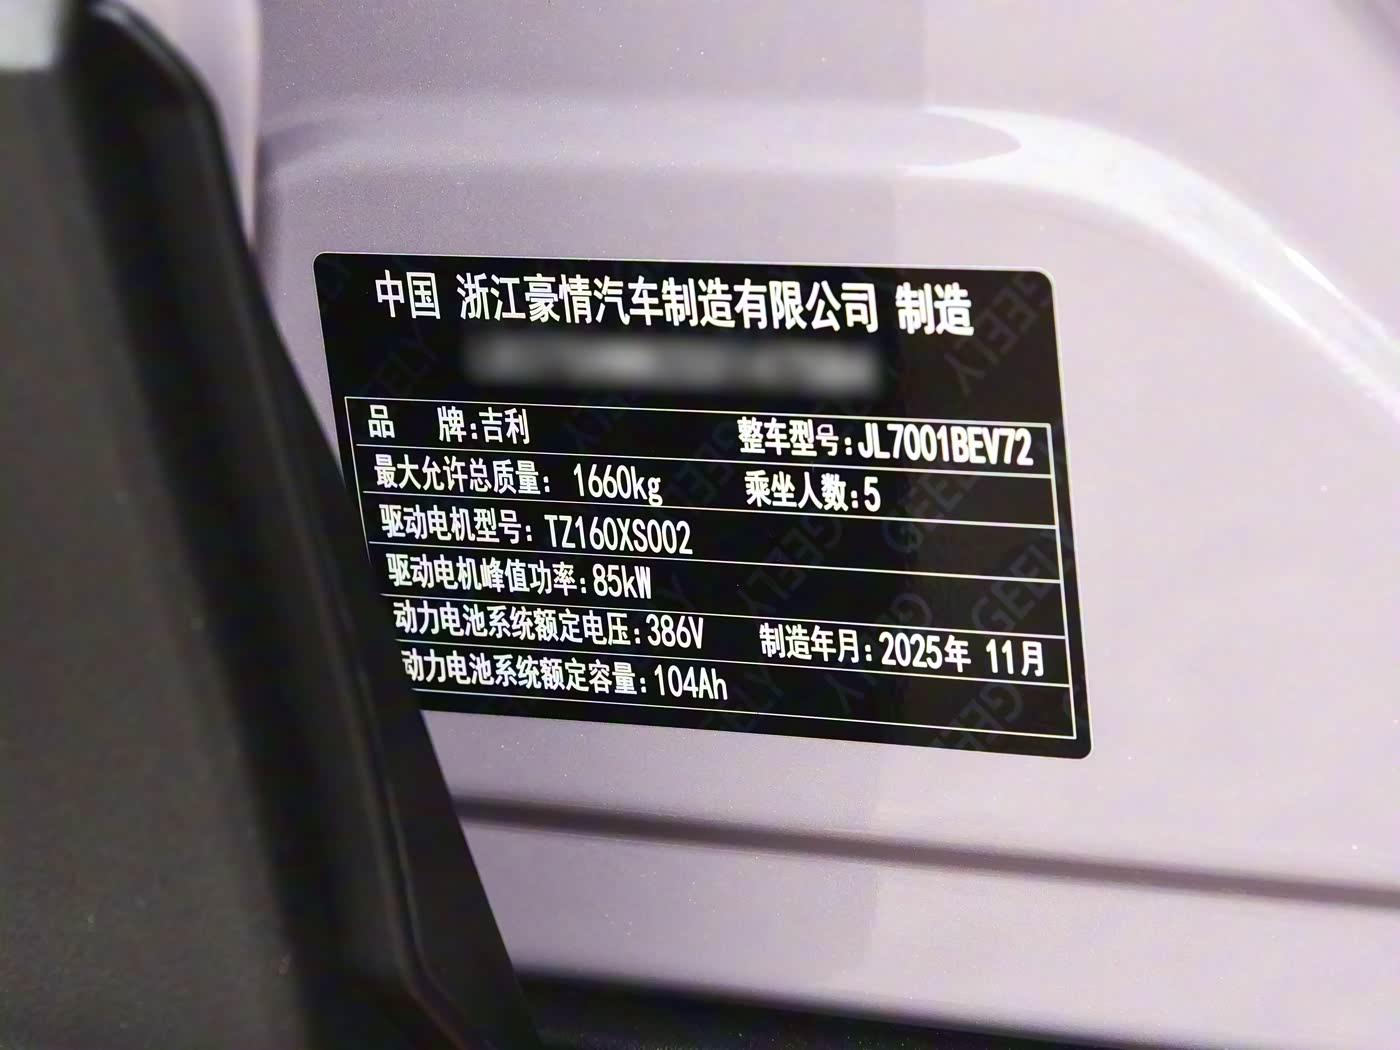 中国 浙江豪情汽车制造有限公司 制造
品 牌:吉利 整车型号:JL7001BEV72
最大允许总质量: 1660kg 乘坐人数:5
驱动电机型号: TZ160XS002
驱动电机峰值功率:85kW
动力电池系统额定电压:386V 制造年月:2025年 11月
动力电池系统额定容量:104Ah